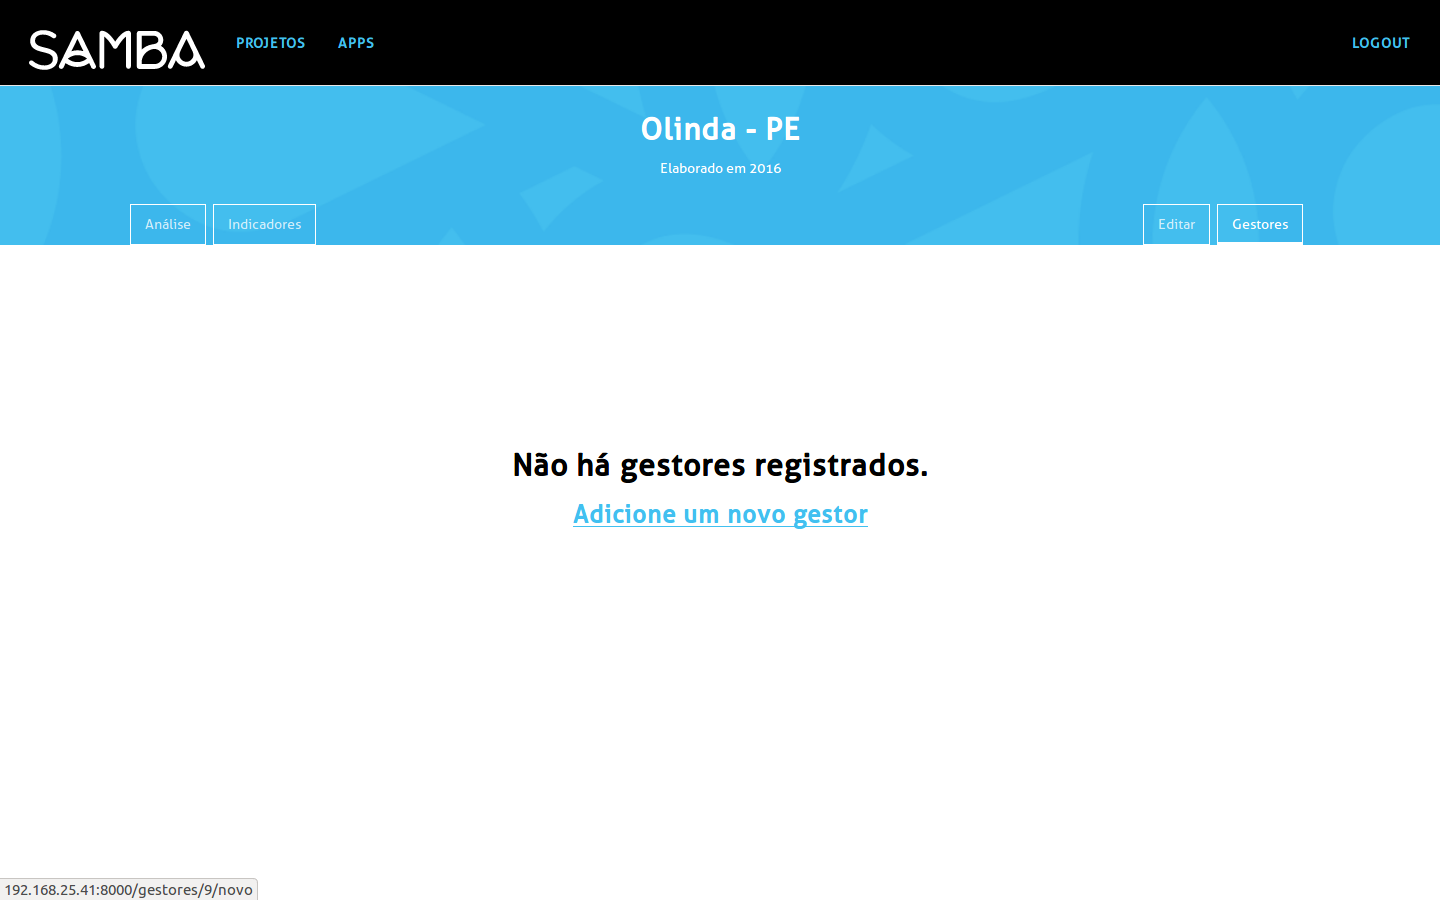 SAMBA PROJETOS APPS LOGOUT
Olinda - PE
Elaborado em 2016
Análise Indicadores Editar Gestores
Não há gestores registrados.
Adicione um novo gestor
192.168.25.41:8000/gestores/9/novo